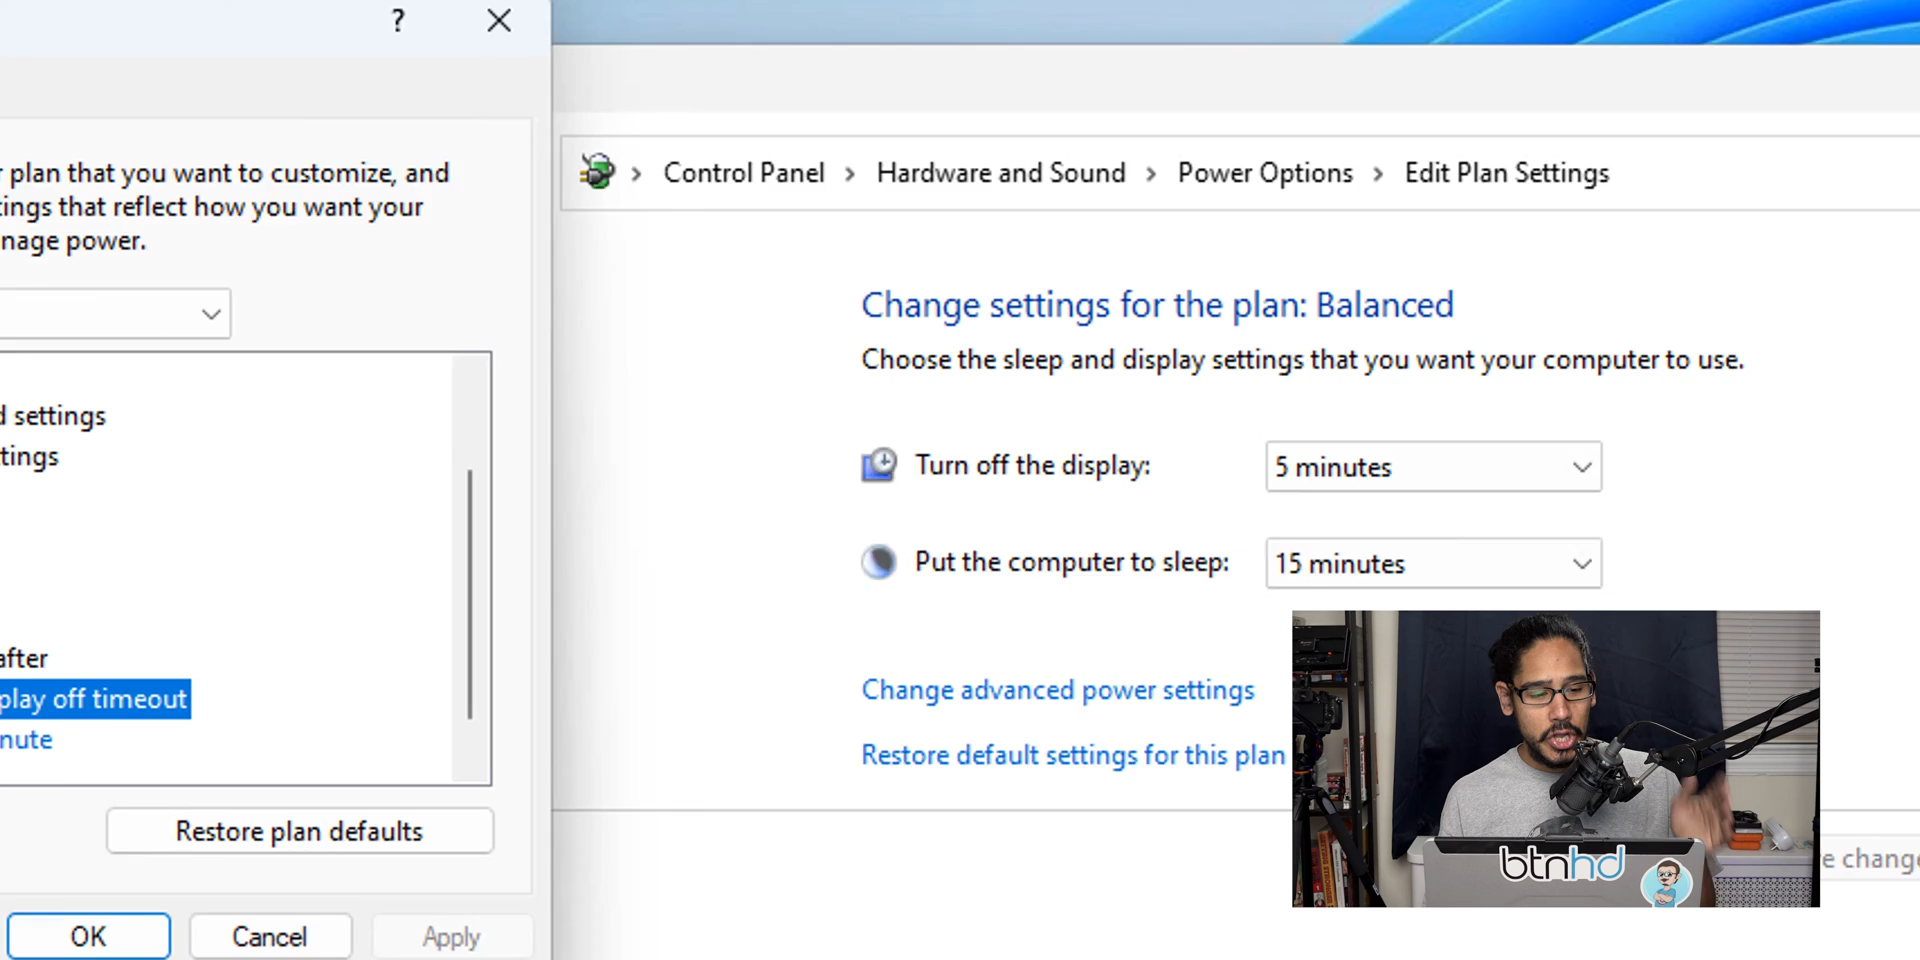 ?
r plan that you want to customize, and
tings that reflect how you want your
nage power.
d settings
tings
after
play off timeout
nute
Restore plan defaults
OK
Cancel
Apply
Control Panel > Hardware and Sound > Power Options > Edit Plan Settings
Change settings for the plan: Balanced
Choose the sleep and display settings that you want your computer to use.
Turn off the display:
5 minutes
Put the computer to sleep:
15 minutes
Change advanced power settings
Restore default settings for this plan
e change
btnhd